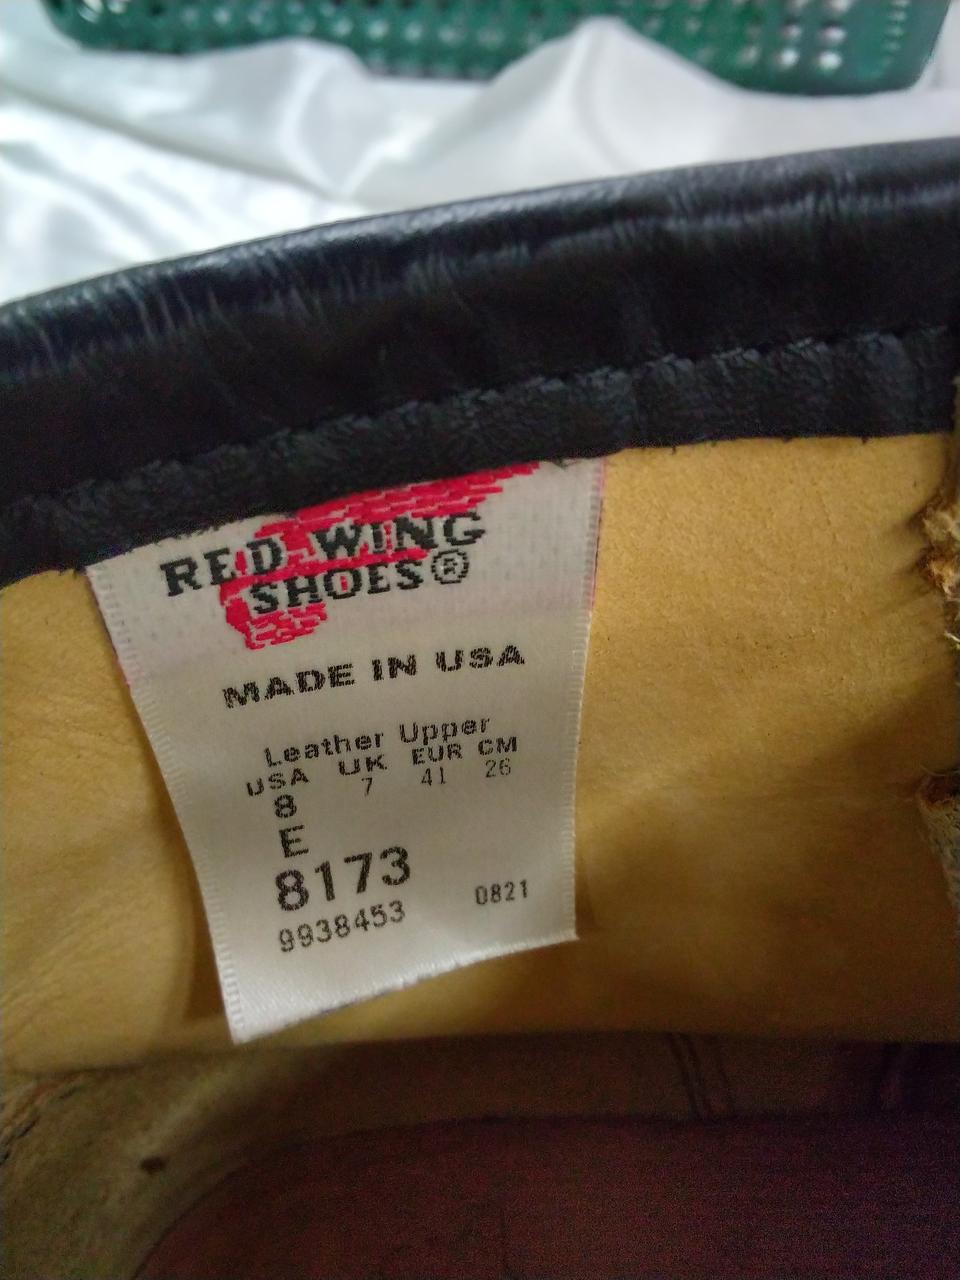 RED WING
SHOES®
MADE IN USA
Leather Upper
USA UK EUR CM
8 7 41 26
E
8173
9938453 0821